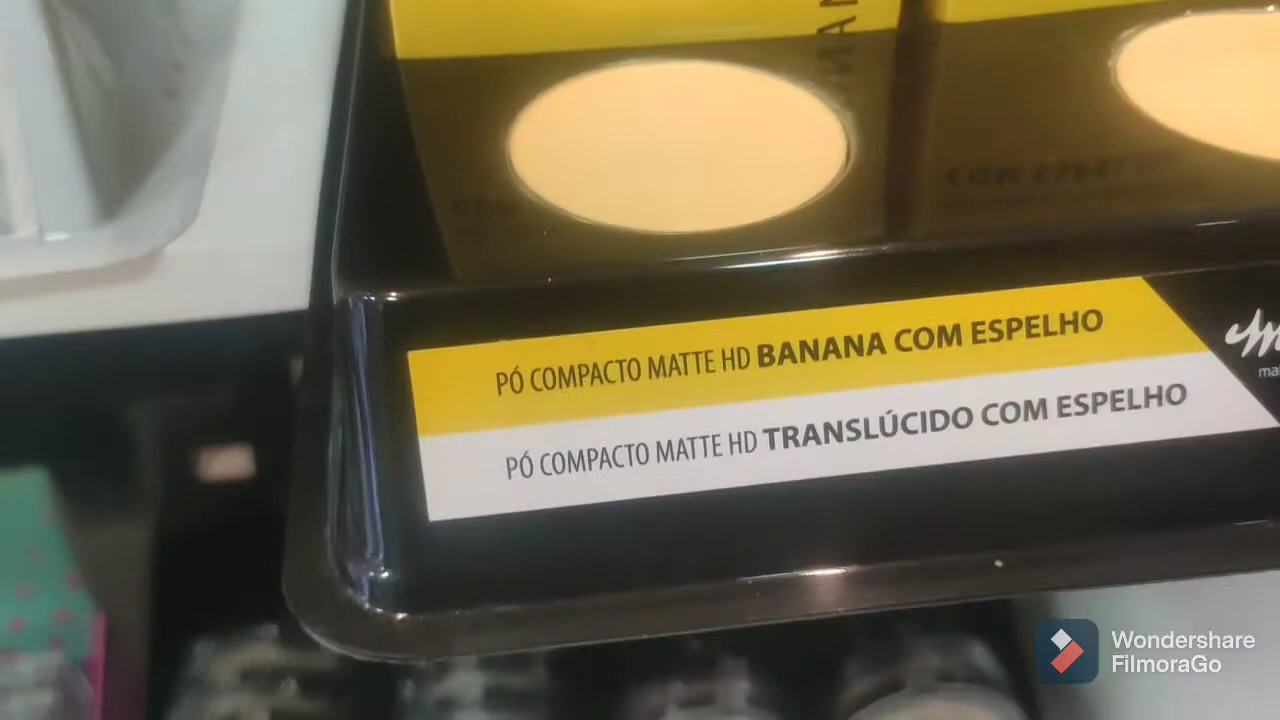 PÓ COMPACTO MATTE HD BANANA COM ESPELHO
PÓ COMPACTO MATTE HD TRANSLÚCIDO COM ESPELHO
Wondershare
FilmoraGo